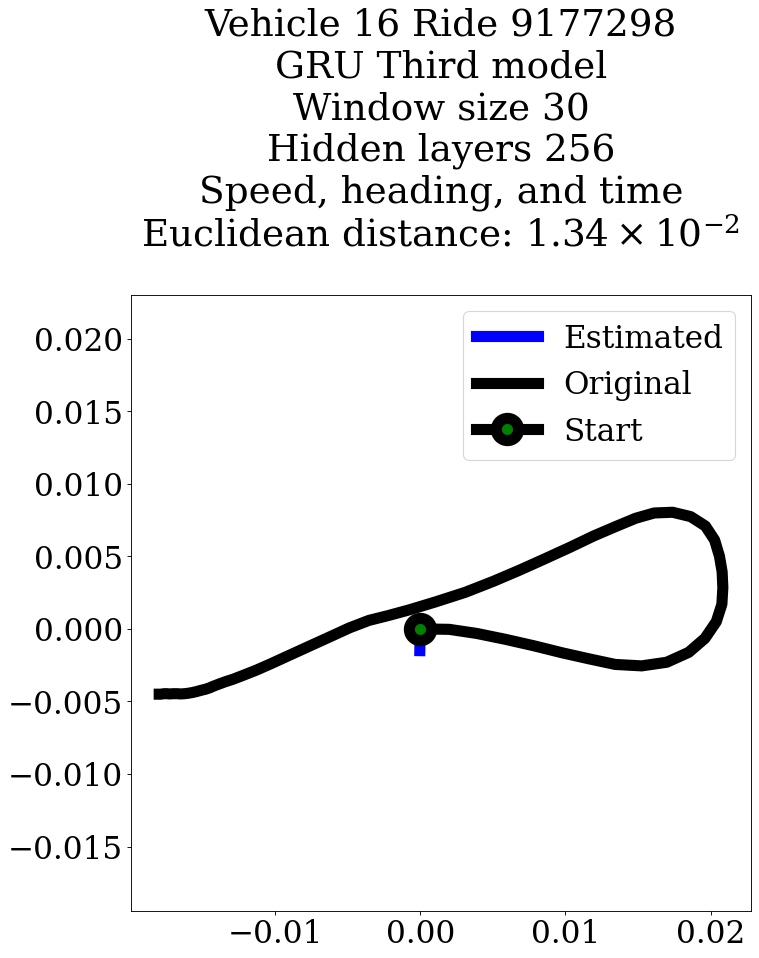 Vehicle 16 Ride 9177298
GRU Third model
Window size 30
Hidden layers 256
Speed, heading, and time
Euclidean distance: 1.34 × 10⁻²
Estimated
Original
Start
0.020
0.015
0.010
0.005
0.000
−0.005
−0.010
−0.015
−0.01 0.00 0.01 0.02